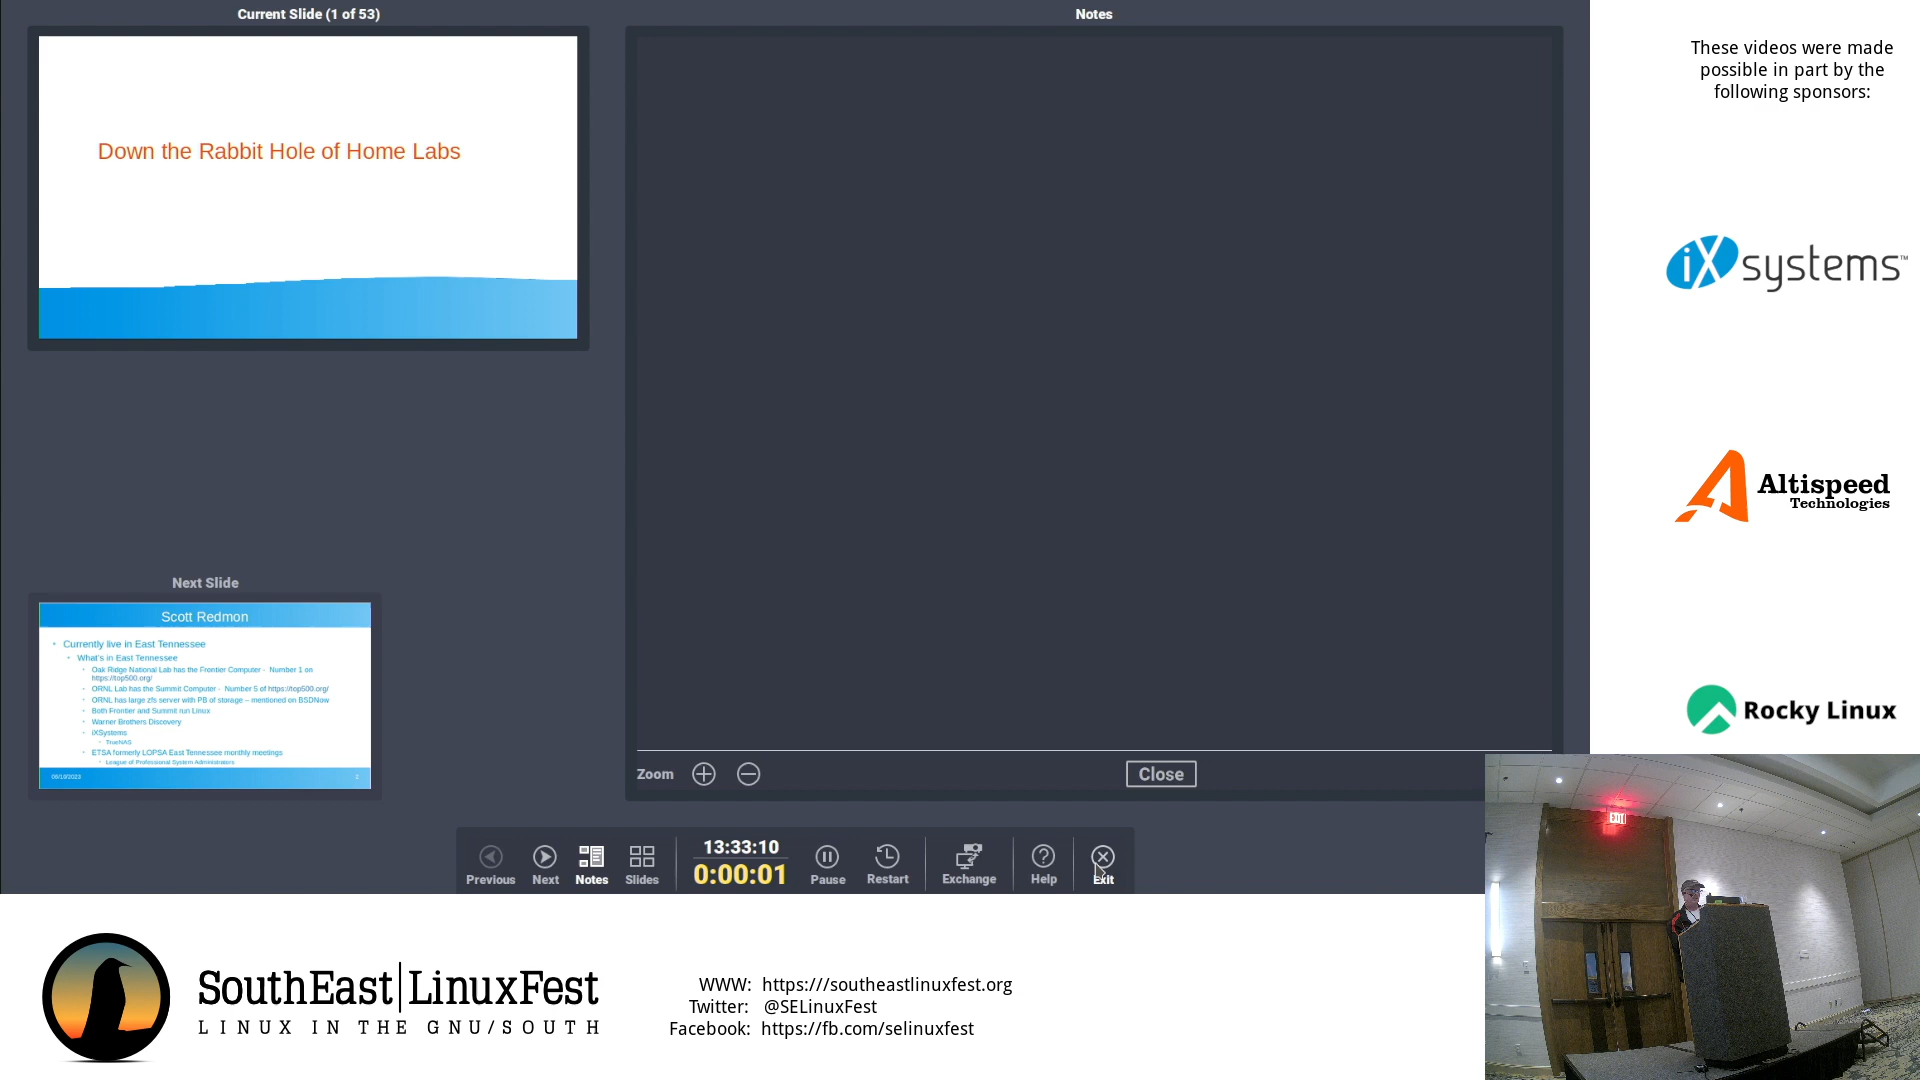 Current Slide (1 of 53)
Down the Rabbit Hole of Home Labs
Next Slide
Scott Redmon
Currently live in East Tennessee
What's in East Tennessee
Oak Ridge National Lab has the Frontier Computer - Number 1 on
https://top500.org/
ORNL Lab has the Summit Computer - Number 5 of https://top500.org/
ORNL has large zfs server with PB of storage – mentioned on BSDNow
Both Frontier and Summit run Linux
Warner Brothers Discovery
iXSystems
TrueNAS
ETSA formerly LOPSA East Tennessee monthly meetings
League of Professional System Administrators
06/10/2023
2
Notes
Zoom
Close
Previous
Next
Notes
Slides
13:33:10
0:00:01
Pause
Restart
Exchange
Help
Exit
These videos were made
possible in part by the
following sponsors:
iXsystems™
Altispeed
Technologies
Rocky Linux
EXIT
SouthEast|LinuxFest
LINUX IN THE GNU/SOUTH
WWW: https:///southeastlinuxfest.org
Twitter: @SELinuxFest
Facebook: https://fb.com/selinuxfest